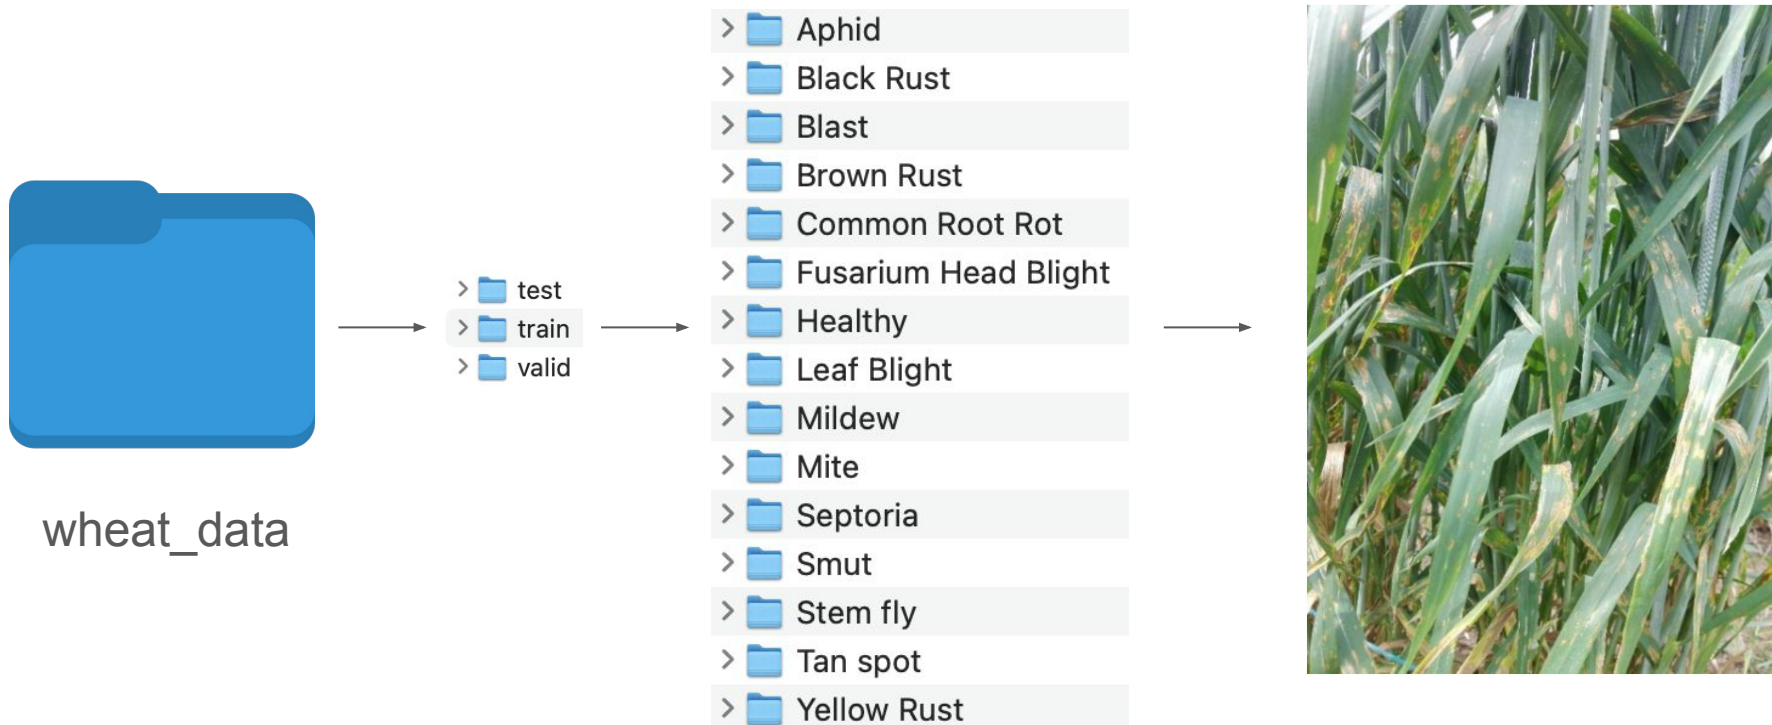 wheat_data
test
train
valid
Aphid
Black Rust
Blast
Brown Rust
Common Root Rot
Fusarium Head Blight
Healthy
Leaf Blight
Mildew
Mite
Septoria
Smut
Stem fly
Tan spot
Yellow Rust